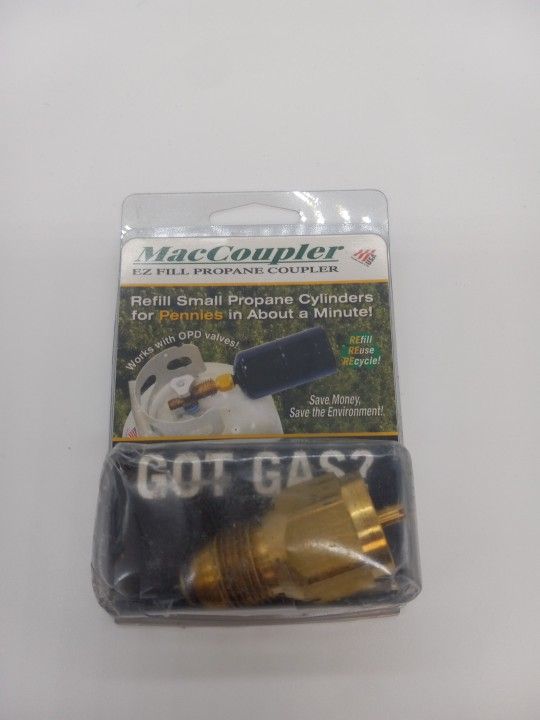 MacCoupler
EZ FILL PROPANE COUPLER
USA
Refill Small Propane Cylinders
for Pennies in About a Minute!
Works with OPD valves!
REfill
REuse
REcycle!
Save Money,
Save the Environment!
GOT GAS?